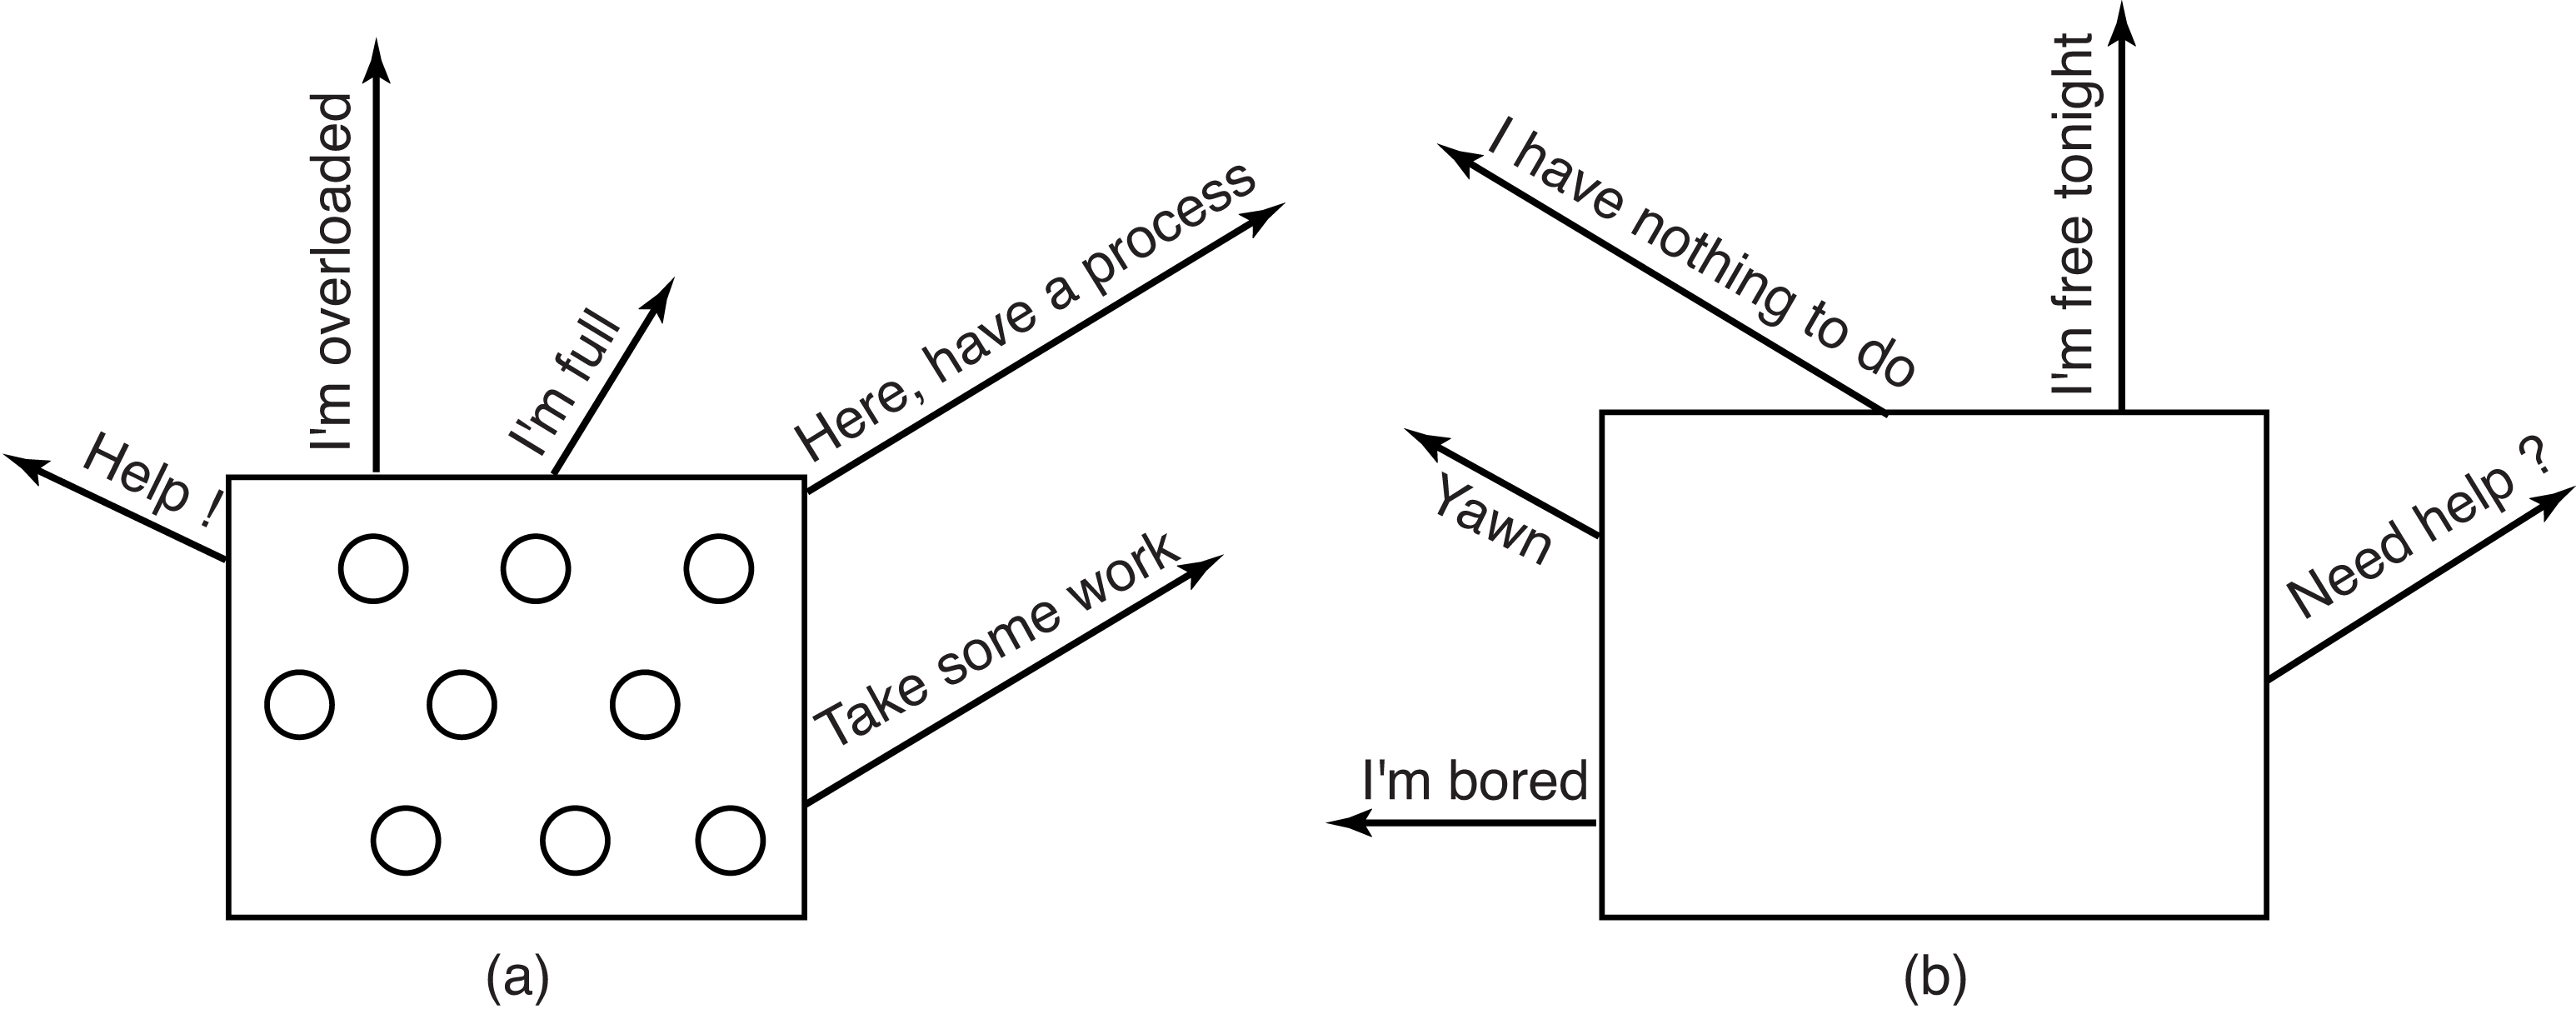 Help !
I'm overloaded
I'm full
Here, have a process
Take some work
(a)
I have nothing to do
I'm free tonight
Yawn
Need help ?
I'm bored
(b)